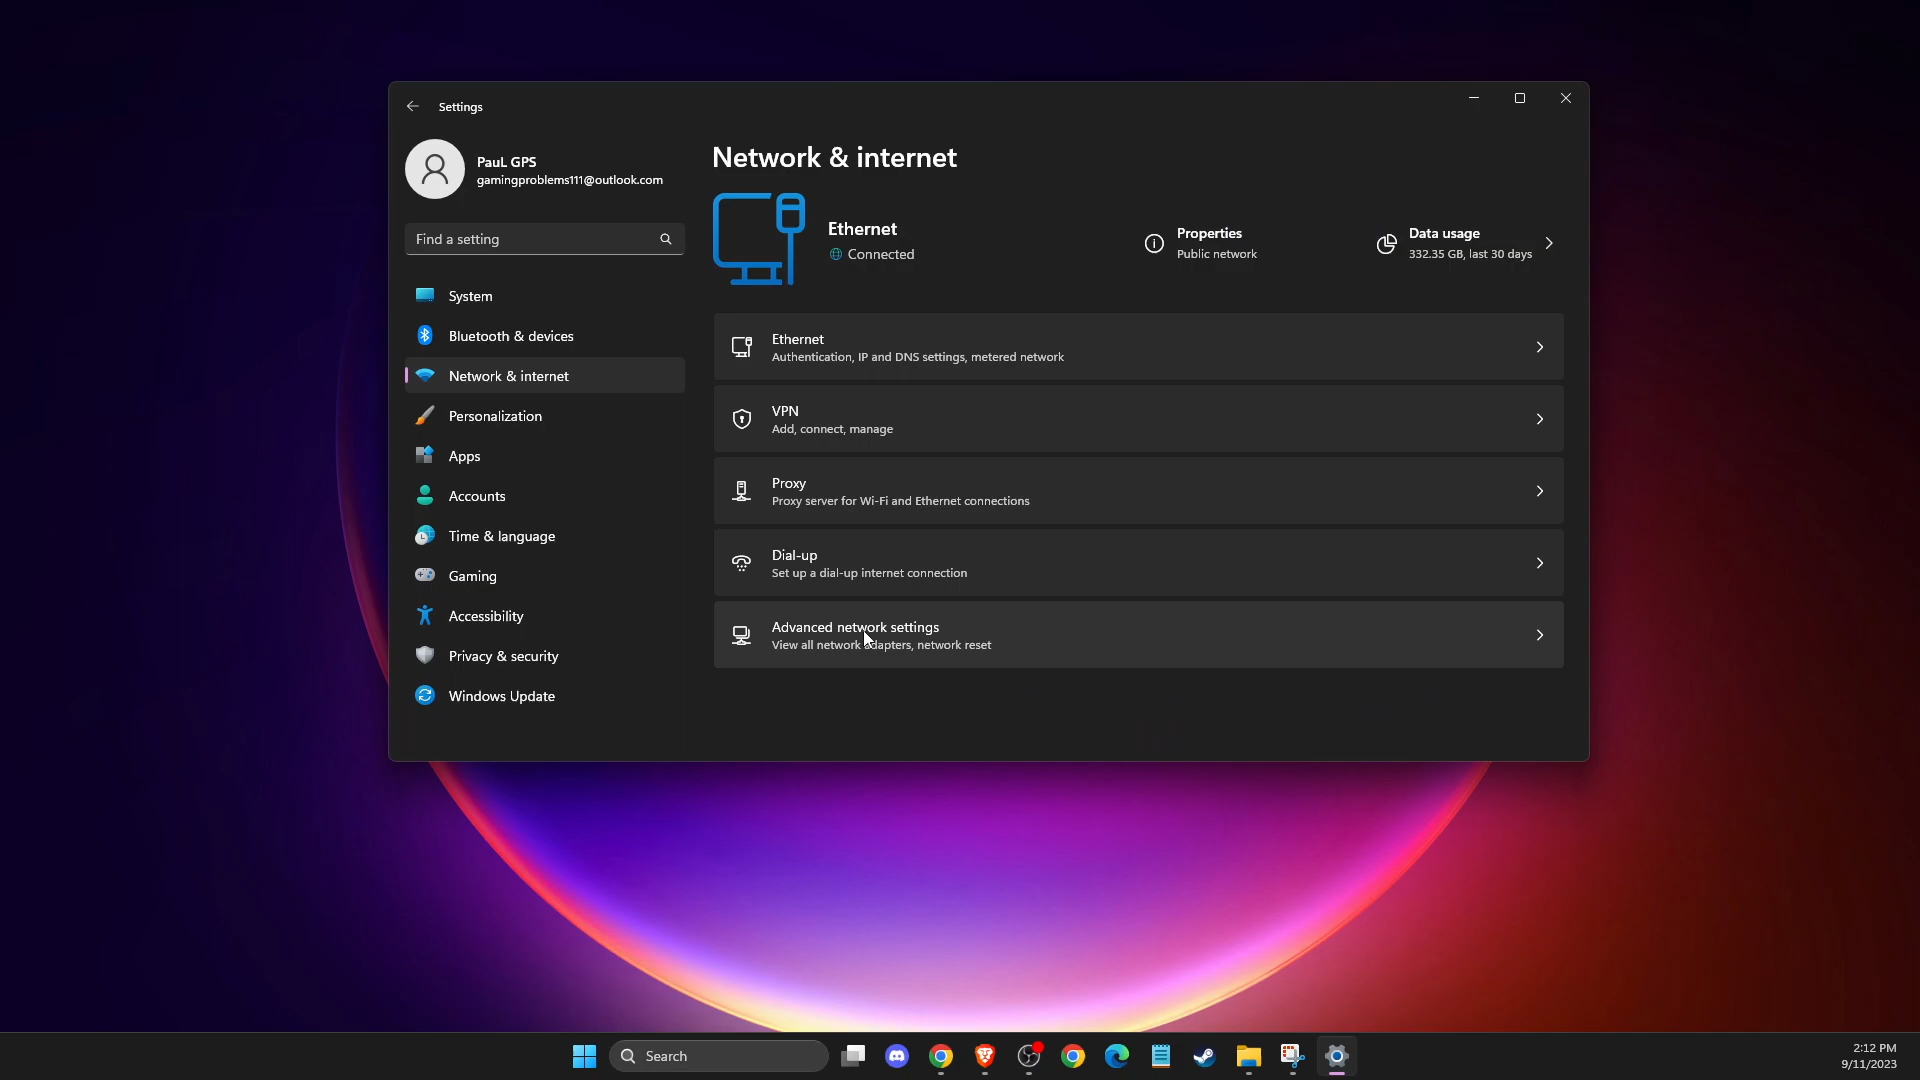 Settings
PauL GPS
gamingproblems111@outlook.com
Find a setting
System
Bluetooth & devices
Network & internet
Personalization
Apps
Accounts
Time & language
Gaming
Accessibility
Privacy & security
Windows Update
Network & internet
Ethernet
Connected
Properties
Public network
Data usage
332.35 GB, last 30 days
Ethernet
Authentication, IP and DNS settings, metered network
VPN
Add, connect, manage
Proxy
Proxy server for Wi-Fi and Ethernet connections
Dial-up
Set up a dial-up internet connection
Advanced network settings
View all network adapters, network reset
Search
2:12 PM
9/11/2023